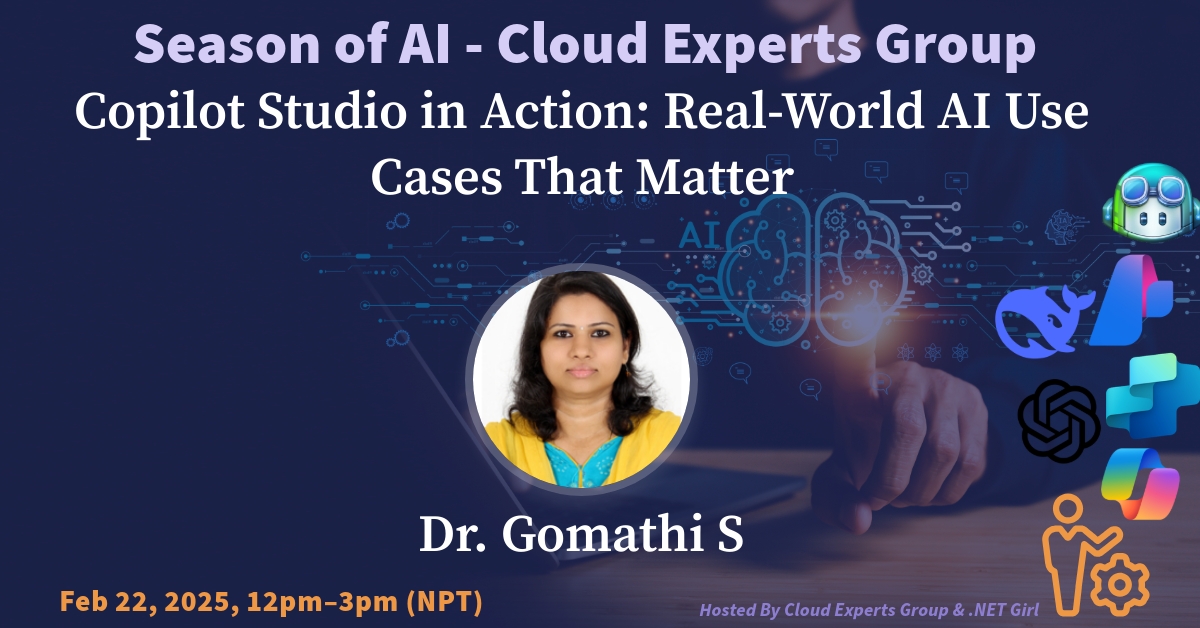 Season of AI - Cloud Experts Group
Copilot Studio in Action: Real-World AI Use
Cases That Matter
AI
Dr. Gomathi S
Feb 22, 2025, 12pm–3pm (NPT)
Hosted By Cloud Experts Group & .NET Girl